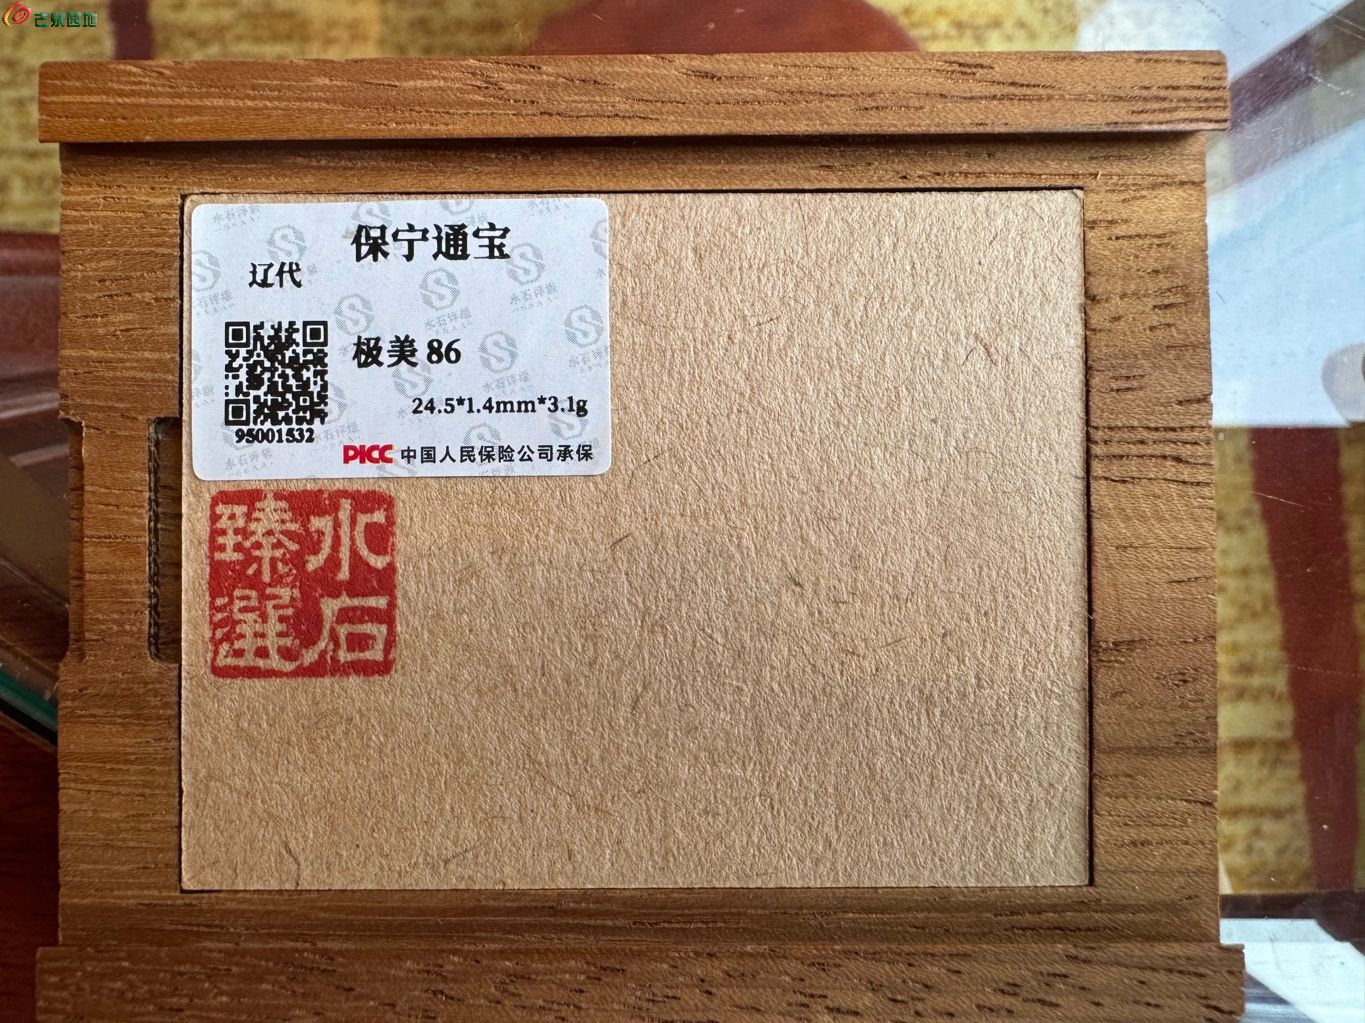 古泉园地
保宁通宝
辽代
极美 86
24.5*1.4mm*3.1g
95001532
PICC 中国人民保险公司承保
水石
臻選